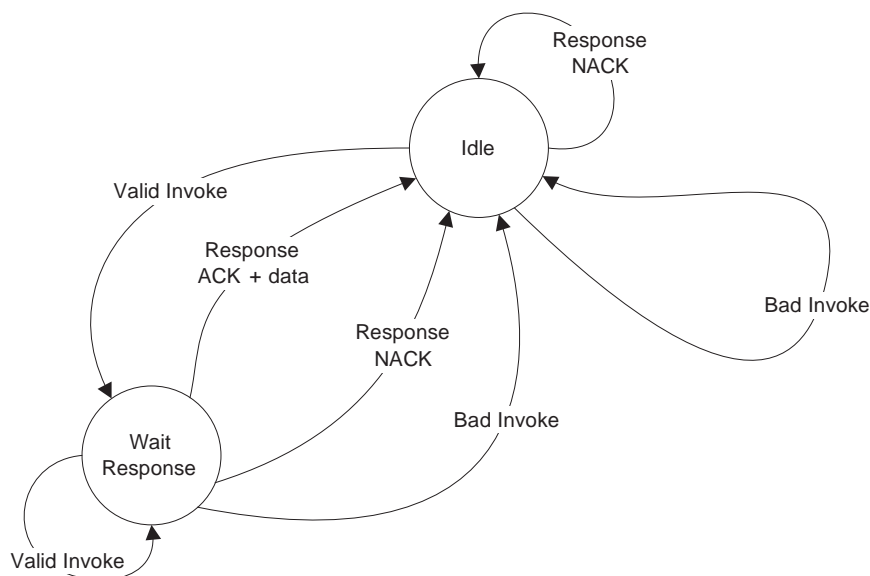 Response
NACK
Idle
Valid Invoke
Response
ACK + data
Bad Invoke
Response
NACK
Bad Invoke
Wait
Response
Valid Invoke